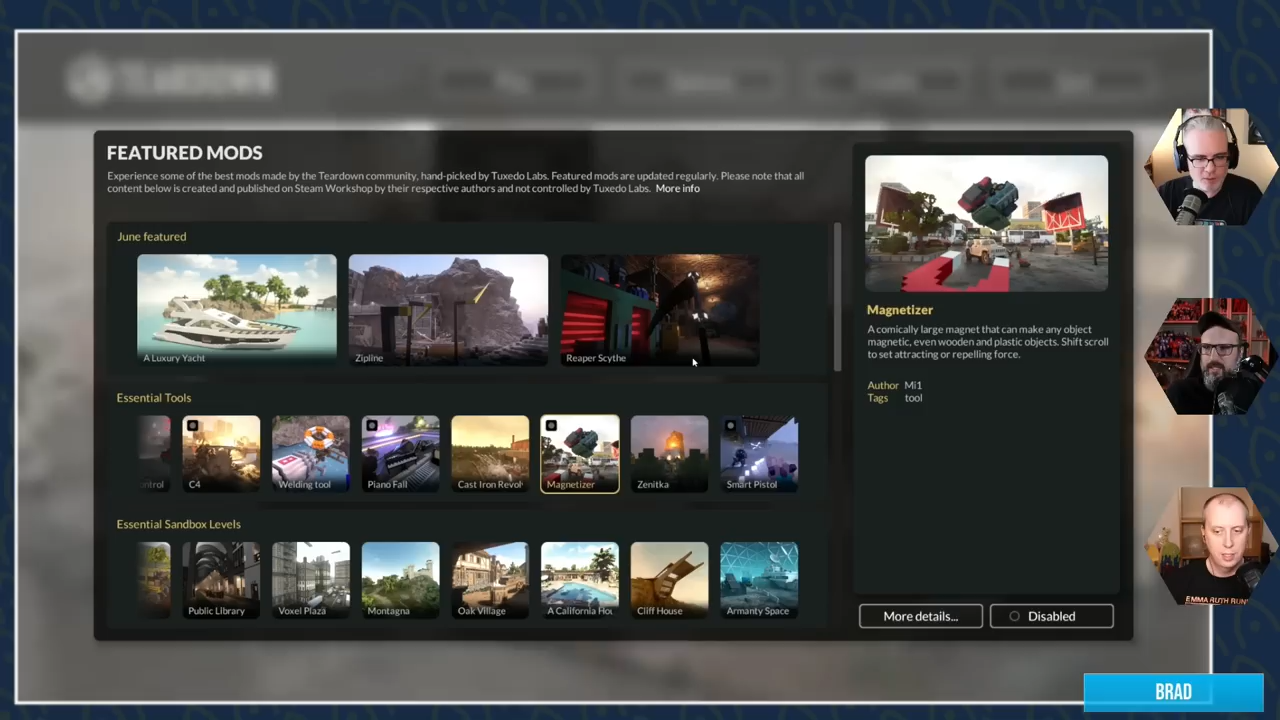 TEARDOWN
FEATURED MODS
Experience some of the best mods made by the Teardown community, hand-picked by Tuxedo Labs. Featured mods are updated regularly. Please note that all
content below is created and published on Steam Workshop by their respective authors and not controlled by Tuxedo Labs. More info
June featured
A Luxury Yacht
Zipline
Reaper Scythe
Essential Tools
ontrol
C4
Welding tool
Piano Fall
Cast Iron Revol
Magnetizer
Zenitka
Smart Pistol
Essential Sandbox Levels
Public Library
Voxel Plaza
Montagna
Oak Village
A California Hou
Cliff House
Armanty Space
Magnetizer
A comically large magnet that can make any object
magnetic, even wooden and plastic objects. Shift scroll
to set attracting or repelling force.
Author Mi1
Tags tool
More details...
Disabled
EMMA RUTH RUN
BRAD